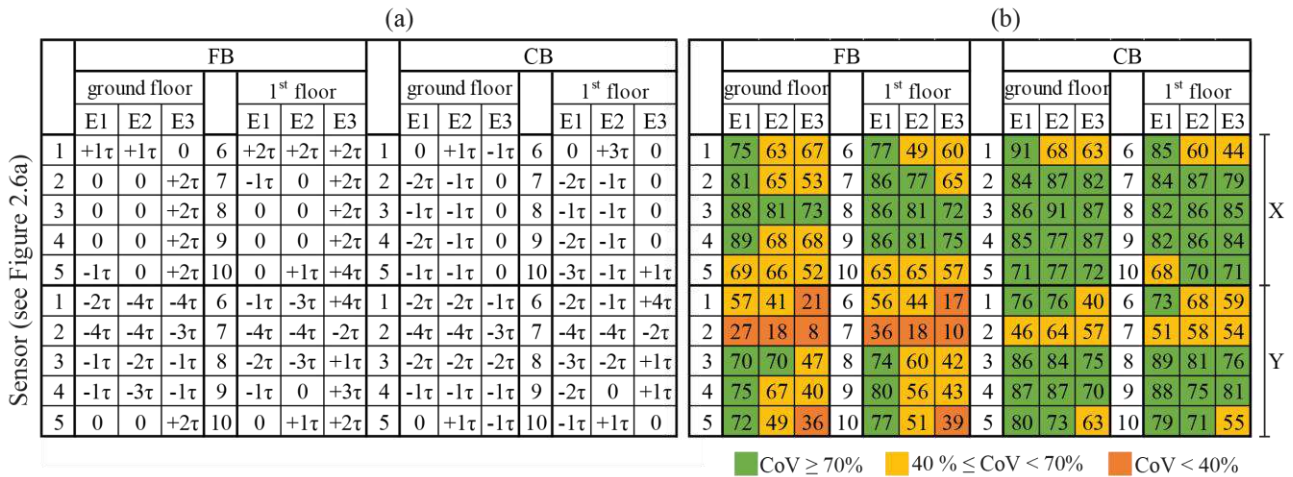 (a) (b)
FB CB FB CB
ground floor 1st floor ground floor 1st floor ground floor 1st floor ground floor 1st floor
E1 E2 E3 E1 E2 E3 E1 E2 E3 E1 E2 E3 E1 E2 E3 E1 E2 E3 E1 E2 E3 E1 E2 E3
Sensor (see Figure 2.6a)
1 +1τ +1τ 0 6 +2τ +2τ +2τ 1 0 +1τ -1τ 6 0 +3τ 0 1 75 63 67 6 77 49 60 1 91 68 63 6 85 60 44
2 0 0 +2τ 7 -1τ 0 +2τ 2 -2τ -1τ 0 7 -2τ -1τ 0 2 81 65 53 7 86 77 65 2 84 87 82 7 84 87 79
3 0 0 +2τ 8 0 0 +2τ 3 -1τ -1τ 0 8 -1τ -1τ 0 3 88 81 73 8 86 81 72 3 86 91 87 8 82 86 85
X
4 0 0 +2τ 9 0 0 +2τ 4 -2τ -1τ 0 9 -2τ -1τ 0 4 89 68 68 9 86 81 75 4 85 77 87 9 82 86 84
5 -1τ 0 +2τ 10 0 +1τ +4τ 5 -1τ -1τ 0 10 -3τ -1τ +1τ 5 69 66 52 10 65 65 57 5 71 77 72 10 68 70 71
1 -2τ -4τ -4τ 6 -1τ -3τ +4τ 1 -2τ -2τ -1τ 6 -2τ -1τ +4τ 1 57 41 21 6 56 44 17 1 76 76 40 6 73 68 59
2 -4τ -4τ -3τ 7 -4τ -4τ -2τ 2 -4τ -4τ -3τ 7 -4τ -4τ -2τ 2 27 18 8 7 36 18 10 2 46 64 57 7 51 58 54
3 -1τ -2τ -1τ 8 -2τ -3τ +1τ 3 -2τ -2τ -2τ 8 -3τ -2τ +1τ 3 70 70 47 8 74 60 42 3 86 84 75 8 89 81 76
Y
4 -1τ -3τ -1τ 9 -1τ 0 +3τ 4 -1τ -1τ -1τ 9 -2τ 0 +1τ 4 75 67 40 9 80 56 43 4 87 87 70 9 88 75 81
5 0 0 +2τ 10 0 +1τ +2τ 5 0 +1τ -1τ 10 -1τ +1τ 0 5 72 49 36 10 77 51 39 5 80 73 63 10 79 71 55
CoV ≥ 70% 40 % ≤ CoV < 70% CoV < 40%